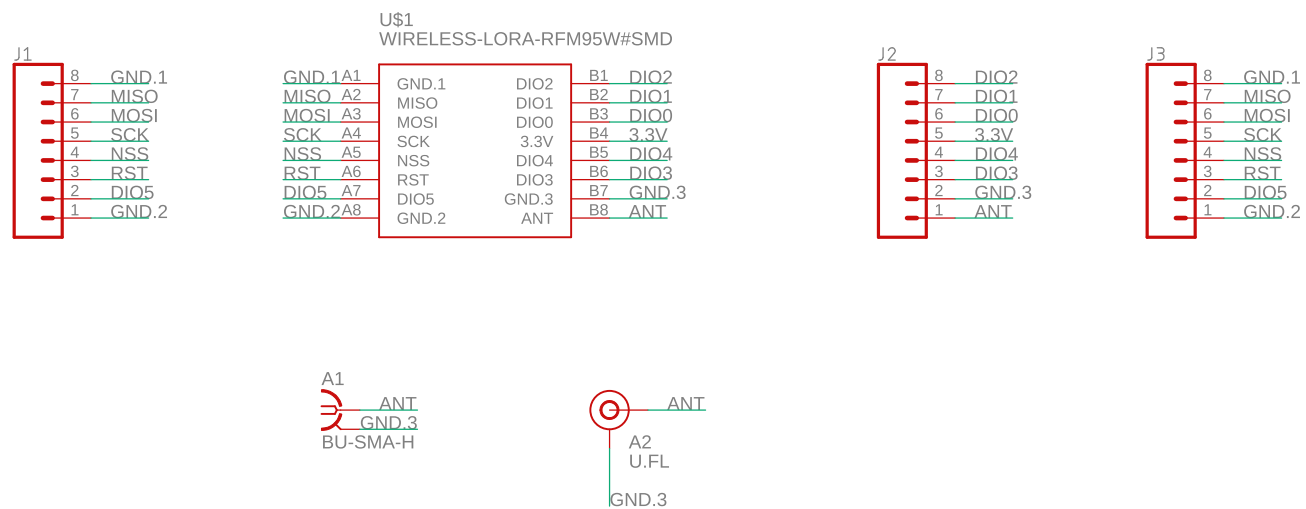 U$1
WIRELESS-LORA-RFM95W#SMD
J1
8 GND.1
7 MISO
6 MOSI
5 SCK
4 NSS
3 RST
2 DIO5
1 GND.2
GND.1 A1 GND.1 DIO2 B1 DIO2
MISO A2 MISO DIO1 B2 DIO1
MOSI A3 MOSI DIO0 B3 DIO0
SCK A4 SCK 3.3V B4 3.3V
NSS A5 NSS DIO4 B5 DIO4
RST A6 RST DIO3 B6 DIO3
DIO5 A7 DIO5 GND.3 B7 GND.3
GND.2 A8 GND.2 ANT B8 ANT
J2
8 DIO2
7 DIO1
6 DIO0
5 3.3V
4 DIO4
3 DIO3
2 GND.3
1 ANT
J3
8 GND.1
7 MISO
6 MOSI
5 SCK
4 NSS
3 RST
2 DIO5
1 GND.2
A1
ANT
GND.3
BU-SMA-H
ANT
A2
U.FL
GND.3